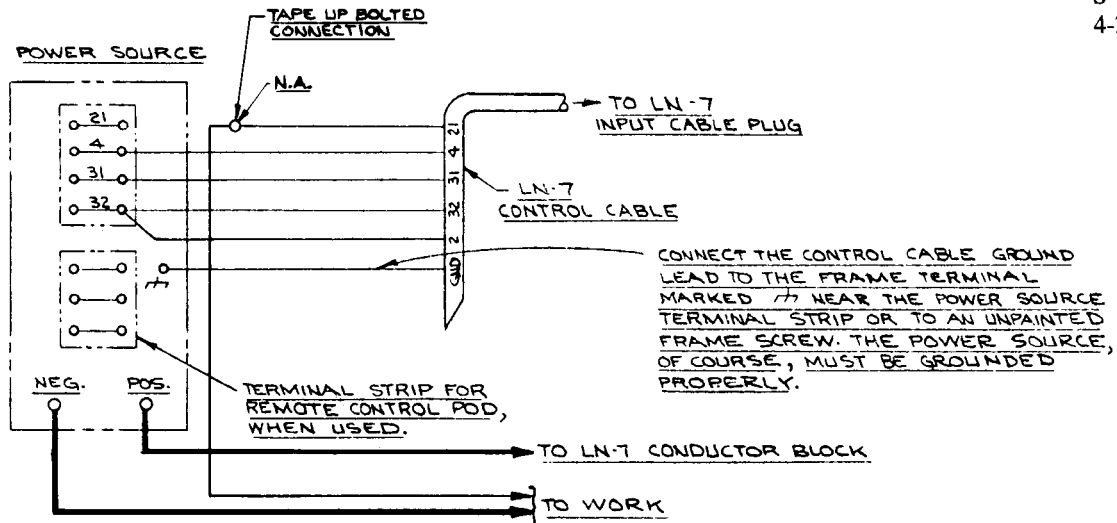 4-
TAPE UP BOLTED
CONNECTION
POWER SOURCE
N.A.
TO LN-7
INPUT CABLE PLUG
21
4
31
32
21
4
31
32
2
GND
LN-7
CONTROL CABLE
CONNECT THE CONTROL CABLE GROUND
LEAD TO THE FRAME TERMINAL
MARKED NEAR THE POWER SOURCE
TERMINAL STRIP OR TO AN UNPAINTED
FRAME SCREW. THE POWER SOURCE,
OF COURSE, MUST BE GROUNDED
PROPERLY.
NEG.
POS.
TERMINAL STRIP FOR
REMOTE CONTROL POD,
WHEN USED.
TO LN-7 CONDUCTOR BLOCK
TO WORK